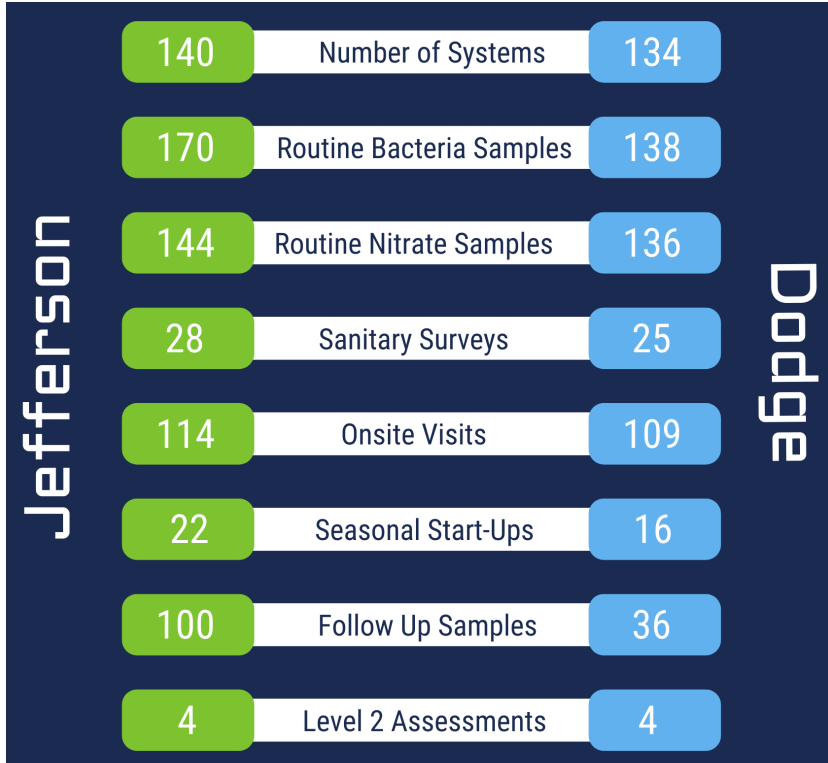 Jefferson
Dodge
140 Number of Systems 134
170 Routine Bacteria Samples 138
144 Routine Nitrate Samples 136
28 Sanitary Surveys 25
114 Onsite Visits 109
22 Seasonal Start-Ups 16
100 Follow Up Samples 36
4 Level 2 Assessments 4